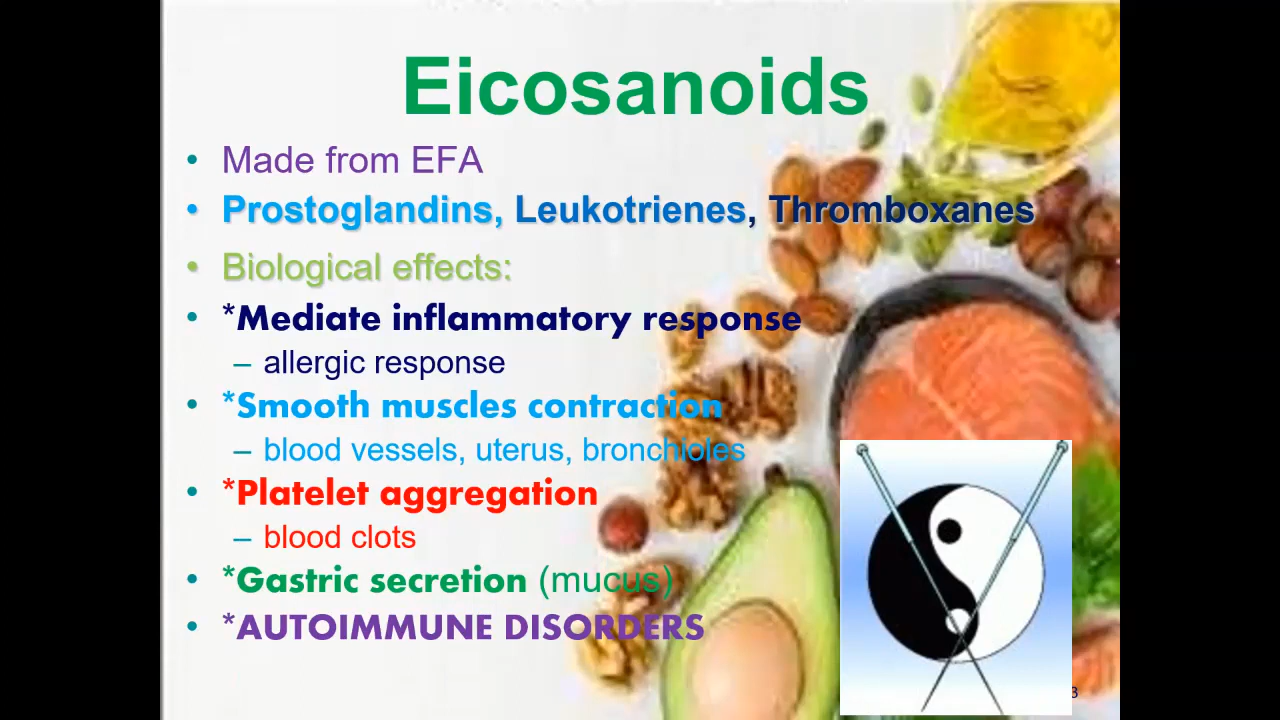 Eicosanoids
• Made from EFA
• Prostoglandins, Leukotrienes, Thromboxanes
• Biological effects:
• *Mediate inflammatory response
– allergic response
• *Smooth muscles contraction
– blood vessels, uterus, bronchioles
• *Platelet aggregation
– blood clots
• *Gastric secretion (mucus)
• *AUTOIMMUNE DISORDERS
3